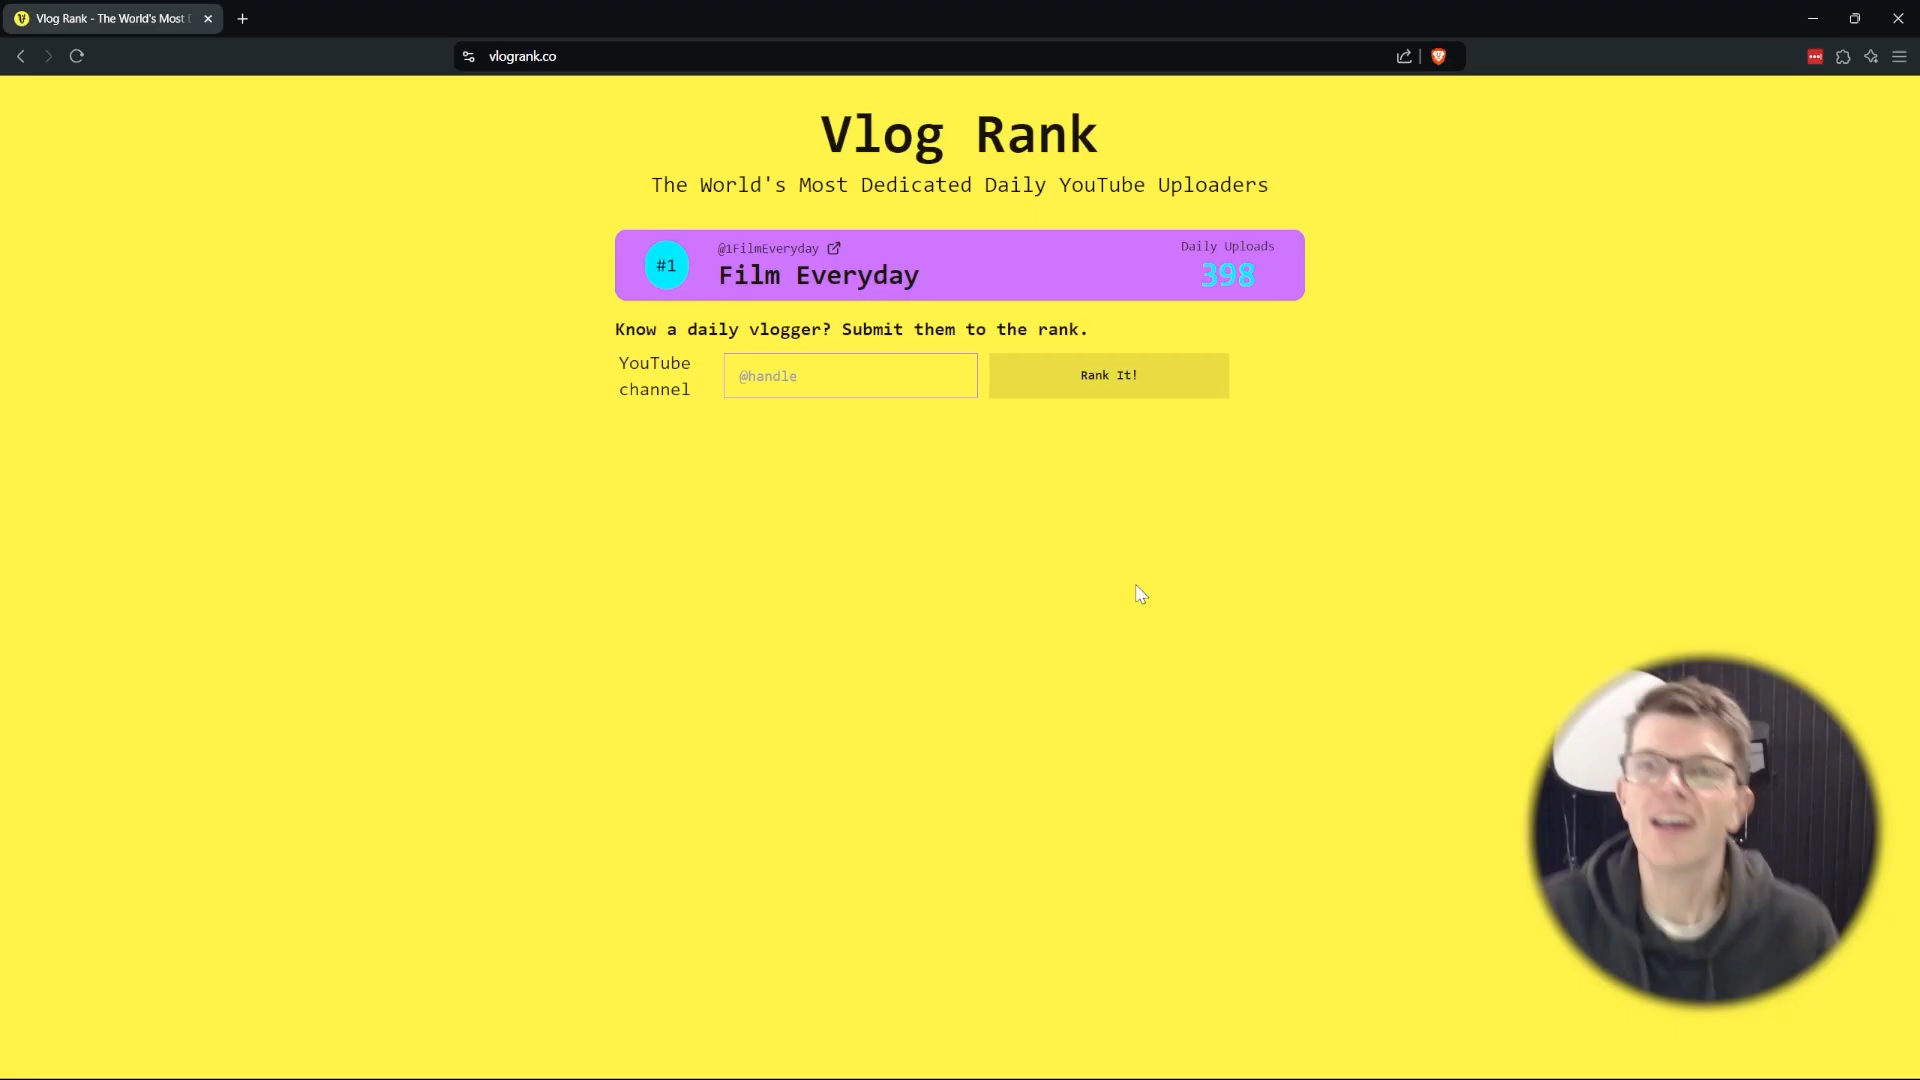 Vlog Rank - The World's Most
vlogrank.co
Vlog Rank
The World's Most Dedicated Daily YouTube Uploaders
#1
@1FilmEveryday
Film Everyday
Daily Uploads
398
Know a daily vlogger? Submit them to the rank.
YouTube
channel
@handle
Rank It!